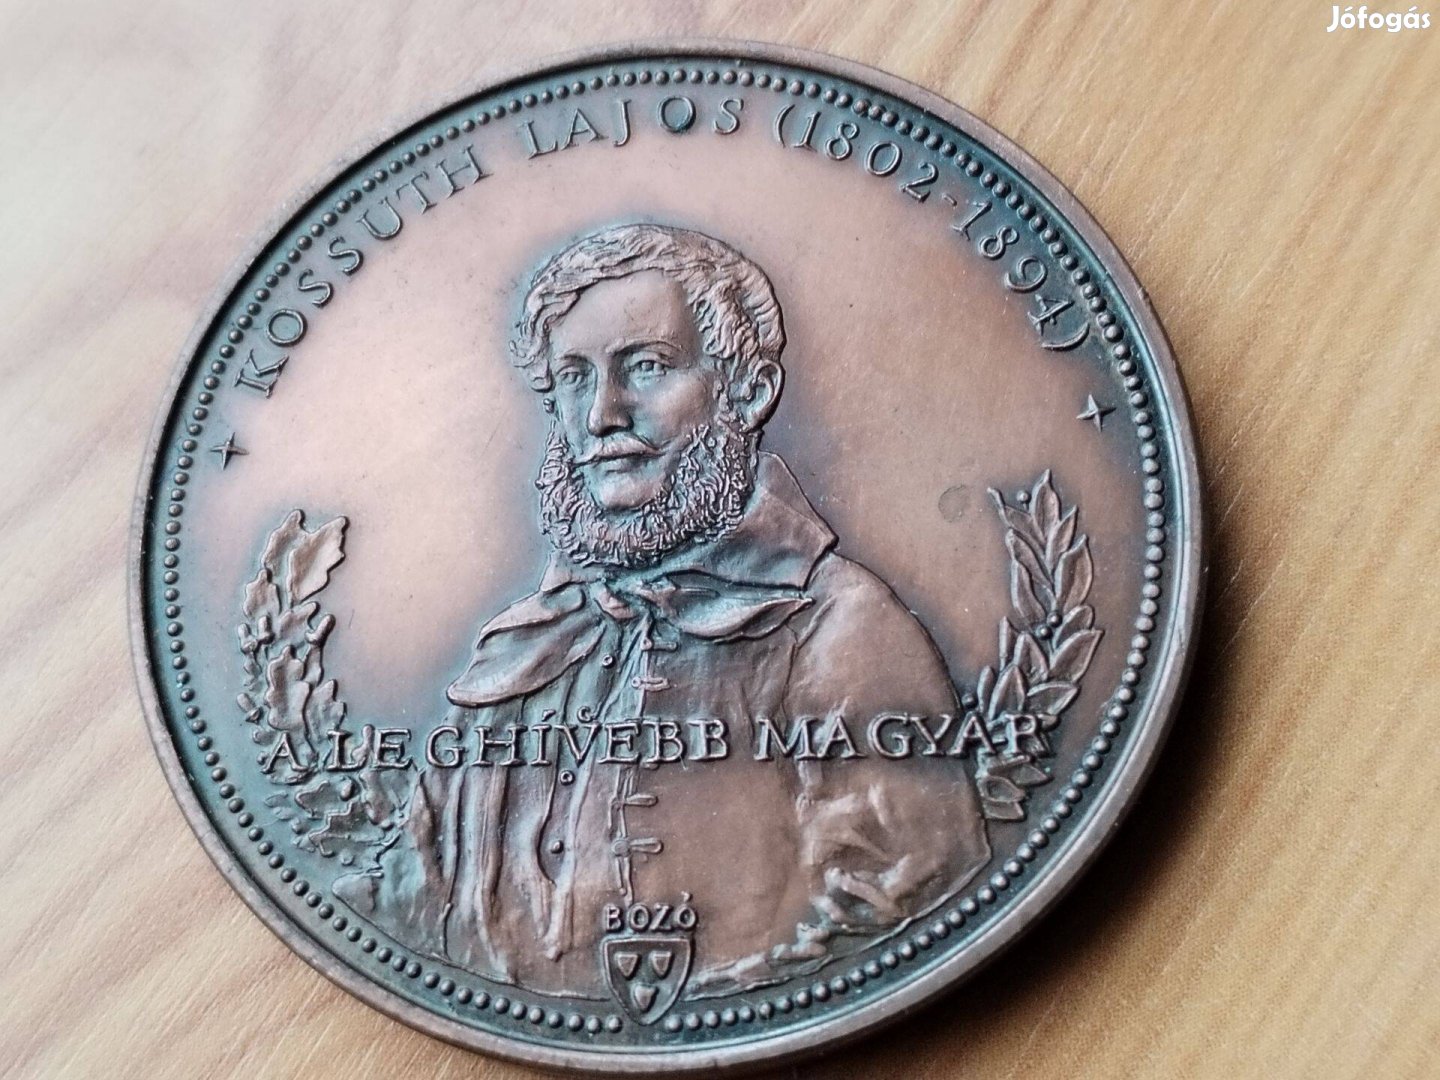 Jófogás
KOSSUTH LAJOS (1802-1894)
A LEGHÍVEBB MAGYAR
BOZÓ